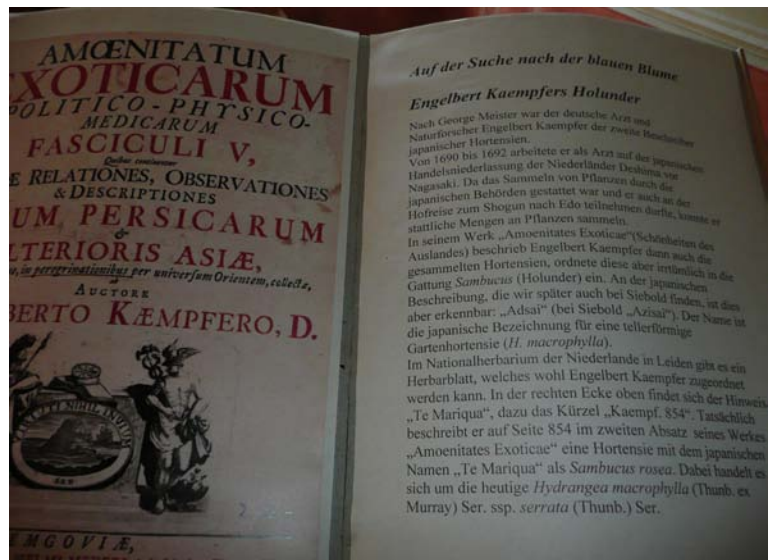 AMŒNITATUM
EXOTICARUM
POLITICO-PHYSICO-
MEDICARUM
FASCICULI V,
Quibus continentur
E RELATIONES, OBSERVATIONES
& DESCRIPTIONES
UM PERSICARUM
&
LTERIORIS ASIÆ,
in peregrinationibus per universum Orientem, collectæ,
ab
AUCTORE
BERTO KÆMPFERO, D.
NIHIL
EMGOVIÆ,
Auf der Suche nach der blauen Blume
Engelbert Kaempfers Holunder
Nach George Meister war der deutsche Arzt und
Naturforscher Engelbert Kaempfer der zweite Beschreiber
japanischer Hortensien.
Von 1690 bis 1692 arbeitete er als Arzt auf der japanischen
Handelsniederlassung der Niederländer Deshima vor
Nagasaki. Da das Sammeln von Pflanzen durch die
japanischen Behörden gestattet war und er auch an der
Hofreise zum Shogun nach Edo teilnehmen durfte, konnte er
stattliche Mengen an Pflanzen sammeln.
In seinem Werk „Amoenitates Exoticae“(Schönheiten des
Auslandes) beschrieb Engelbert Kaempfer dann auch die
gesammelten Hortensien, ordnete diese aber irrtümlich in die
Gattung Sambucus (Holunder) ein. An der japanischen
Beschreibung, die wir später auch bei Siebold finden, ist dies
aber erkennbar: „Adsai“ (bei Siebold „Azisai“). Der Name ist
die japanische Bezeichnung für eine tellerförmige
Gartenhortensie (H. macrophylla).
Im Nationalherbarium der Niederlande in Leiden gibt es ein
Herbarblatt, welches wohl Engelbert Kaempfer zugeordnet
werden kann. In der rechten Ecke oben findet sich der Hinweis
„Te Mariqua“, dazu das Kürzel „Kaempf. 854“. Tatsächlich
beschreibt er auf Seite 854 im zweiten Absatz seines Werkes
„Amoenitates Exoticae“ eine Hortensie mit dem japanischen
Namen „Te Mariqua“ als Sambucus rosea. Dabei handelt es
sich um die heutige Hydrangea macrophylla (Thunb. ex
Murray) Ser. ssp. serrata (Thunb.) Ser.